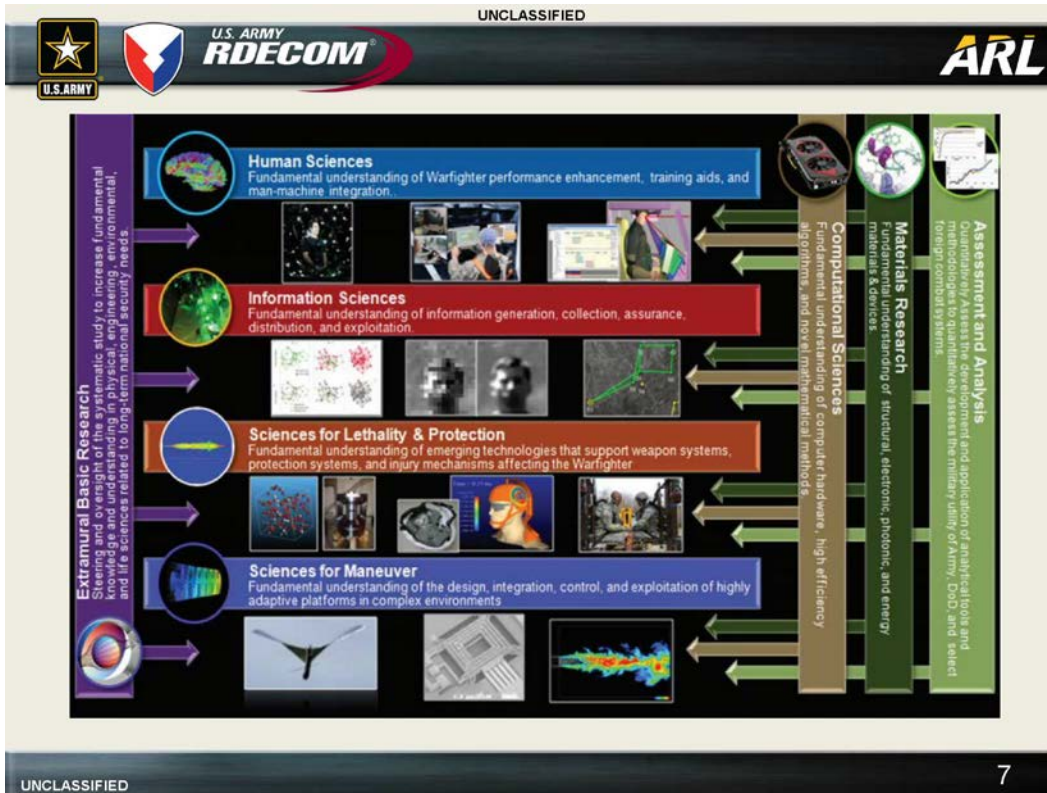 UNCLASSIFIED
U.S. ARMY
RDECOM®
U.S.ARMY
ARL
Extramural Basic Research
Steering and oversight of the systematic study to increase fundamental
knowledge and understanding in physical, engineering, environmental,
and life sciences related to long-term national security needs.
Human Sciences
Fundamental understanding of Warfighter performance enhancement, training aids, and
man-machine integration..
Information Sciences
Fundamental understanding of information generation, collection, assurance,
distribution, and exploitation.
Sciences for Lethality & Protection
Fundamental understanding of emerging technologies that support weapon systems,
protection systems, and injury mechanisms affecting the Warfighter
Sciences for Maneuver
Fundamental understanding of the design, integration, control, and exploitation of highly
adaptive platforms in complex environments
Computational Sciences
Fundamental understanding of computer hardware, high efficiency
algorithms, and novel mathematical methods.
Materials Research
Fundamental understanding of structural, electronic, photonic, and energy
materials & devices.
Assessment and Analysis
Quantitatively Assess the development and application of analytical tools and
methodologies to quantitatively assess the military utility of Army, DoD, and select
foreign combat systems.
UNCLASSIFIED
7